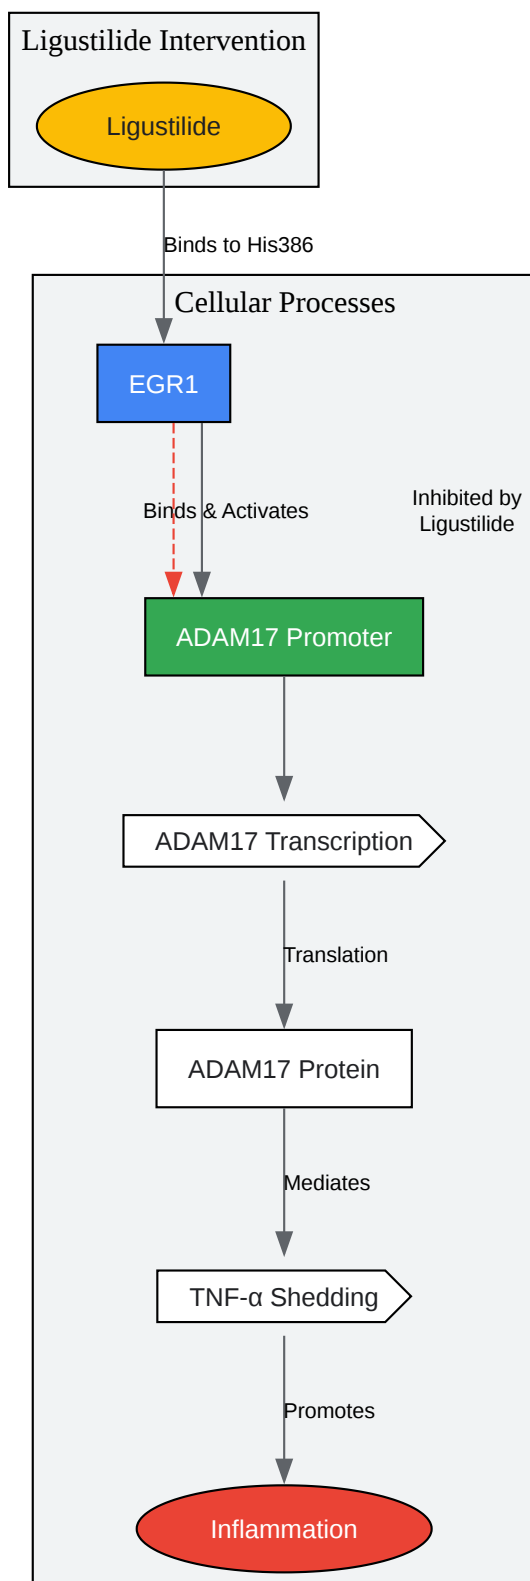 Ligustilide Intervention
Ligustilide
Binds to His386
Cellular Processes
EGR1
Binds & Activates
Inhibited by
Ligustilide
ADAM17 Promoter
ADAM17 Transcription
Translation
ADAM17 Protein
Mediates
TNF-α Shedding
Promotes
Inflammation